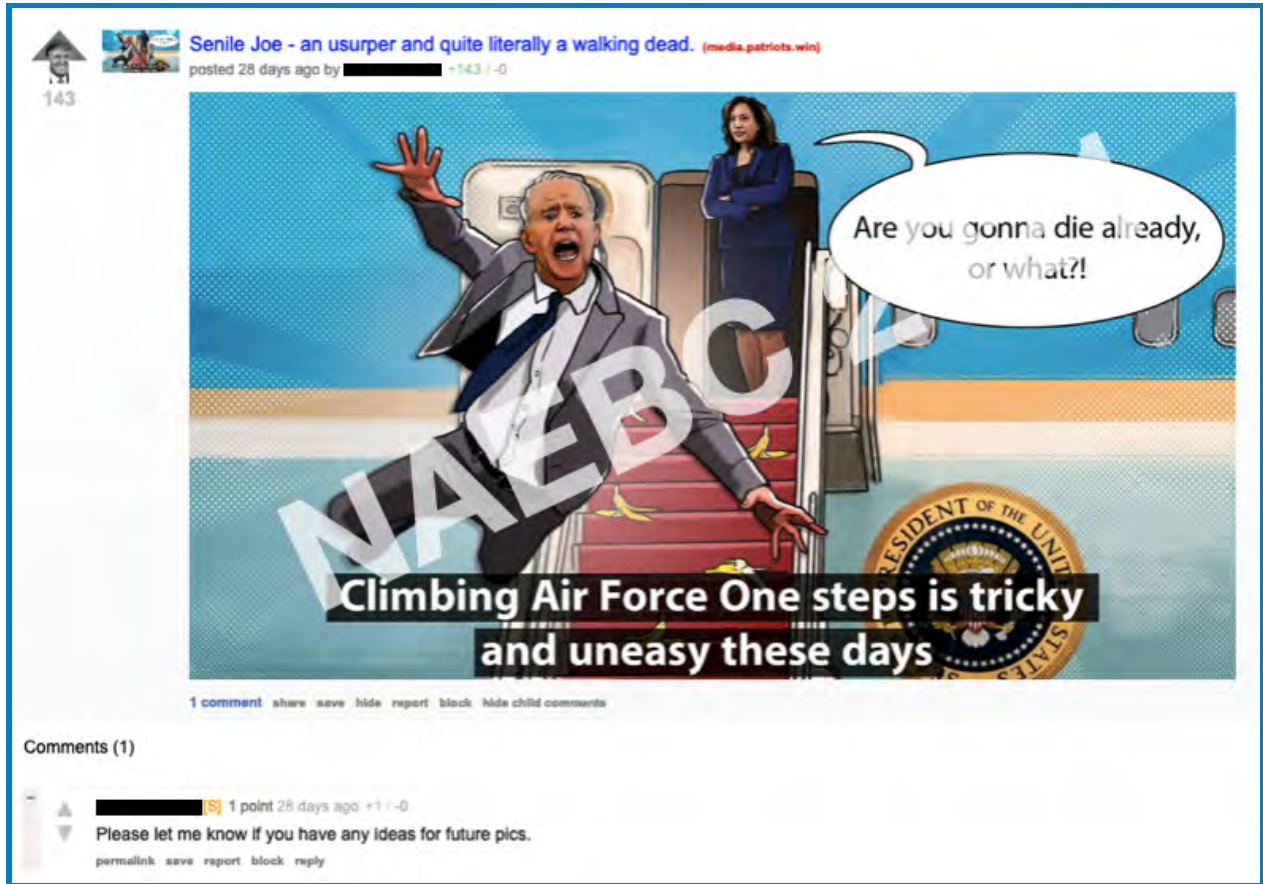 Senile Joe - an usurper and quite literally a walking dead. (media.patriots.win)
posted 28 days ago by +143 / -0
143
Are you gonna die already,
or what?!
NAEBC
PRESIDENT OF THE UNITED STATES
Climbing Air Force One steps is tricky
and uneasy these days
1 comment share save hide report block hide child comments
Comments (1)
[S] 1 point 28 days ago +1 / -0
Please let me know if you have any ideas for future pics.
permalink save report block reply